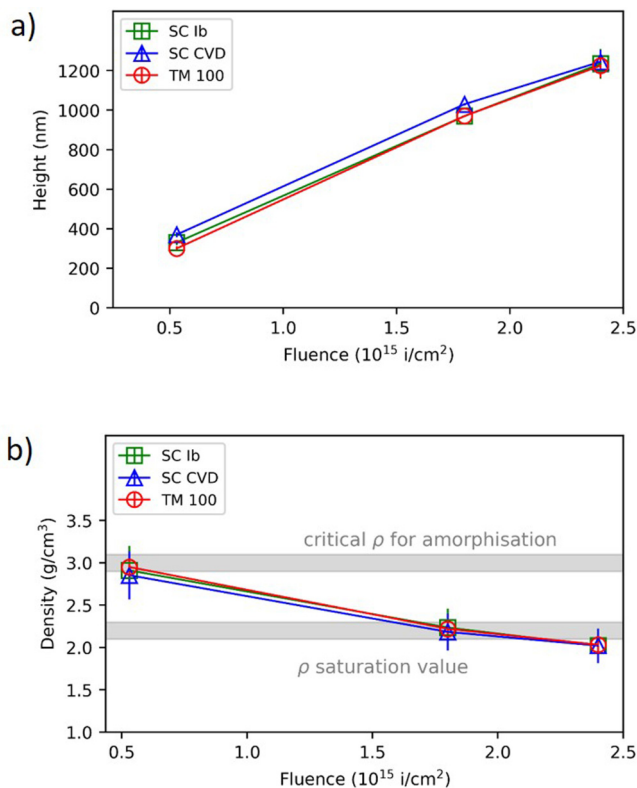 a)
SC Ib
SC CVD
TM 100
1200
1000
800
600
400
200
0
Height (nm)
0.5 1.0 1.5 2.0 2.5
Fluence (10¹⁵ i/cm²)
b)
SC Ib
SC CVD
TM 100
3.5
critical ρ for amorphisation
3.0
2.5
2.0
ρ saturation value
1.5
1.0
Density (g/cm³)
0.5 1.0 1.5 2.0 2.5
Fluence (10¹⁵ i/cm²)